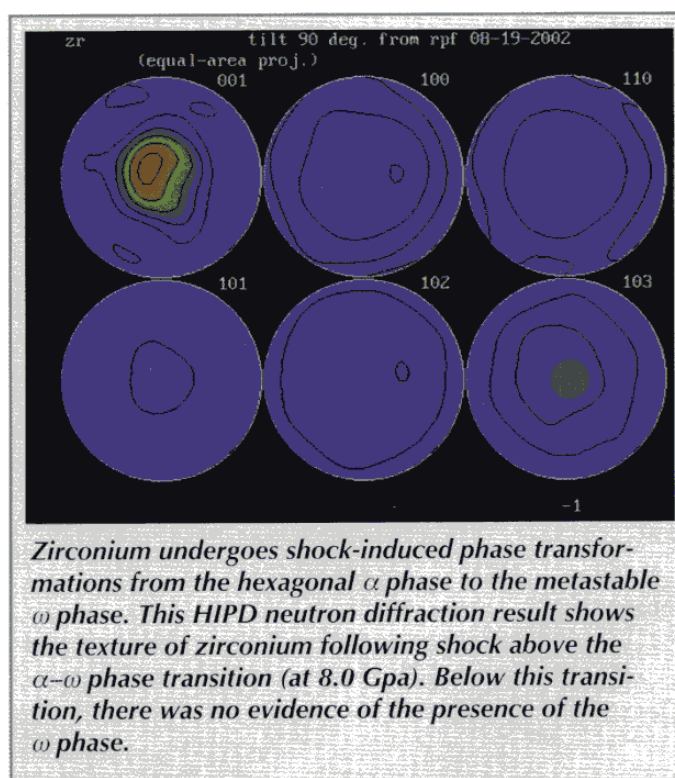 zr tilt 90 deg. from rpf 08-19-2002
(equal-area proj.)
001 100 110
101 102 103
-1
Zirconium undergoes shock-induced phase transfor-
mations from the hexagonal α phase to the metastable
ω phase. This HIPD neutron diffraction result shows
the texture of zirconium following shock above the
α–ω phase transition (at 8.0 Gpa). Below this transi-
tion, there was no evidence of the presence of the
ω phase.